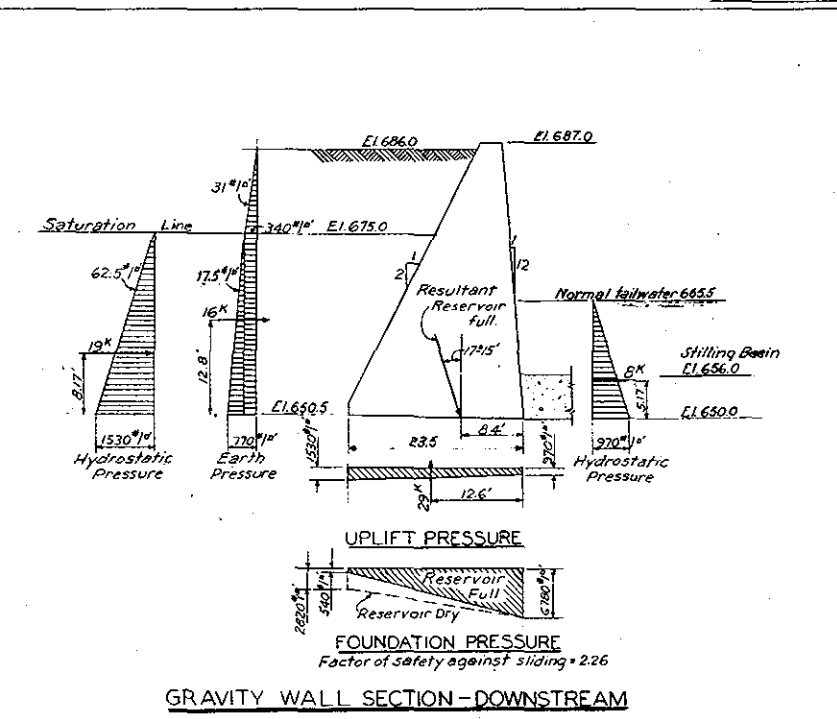 El.686.0
El.687.0
31#/□'
Saturation Line
340#/□'
El.675.0
62.5#/□'
17.5#/□'
1
2
1
12
Resultant
Reservoir
full.
Normal tailwater 665.5
16ᴷ
19ᴷ
12.8'
8.17'
17°15'
Stilling Basin
El.656.0
8ᴷ
5.17'
El.650.5
El.650.0
1530#/□'
770#/□'
8.4'
23.5
970#/□'
Hydrostatic
Pressure
Earth
Pressure
1530#/□'
970#/□'
Hydrostatic
Pressure
29ᴷ
12.6'
UPLIFT PRESSURE
2820#/□'
540#/□'
Reservoir
Full
Reservoir Dry
6780#/□'
FOUNDATION PRESSURE
Factor of safety against sliding = 2.26
GRAVITY WALL SECTION-DOWNSTREAM